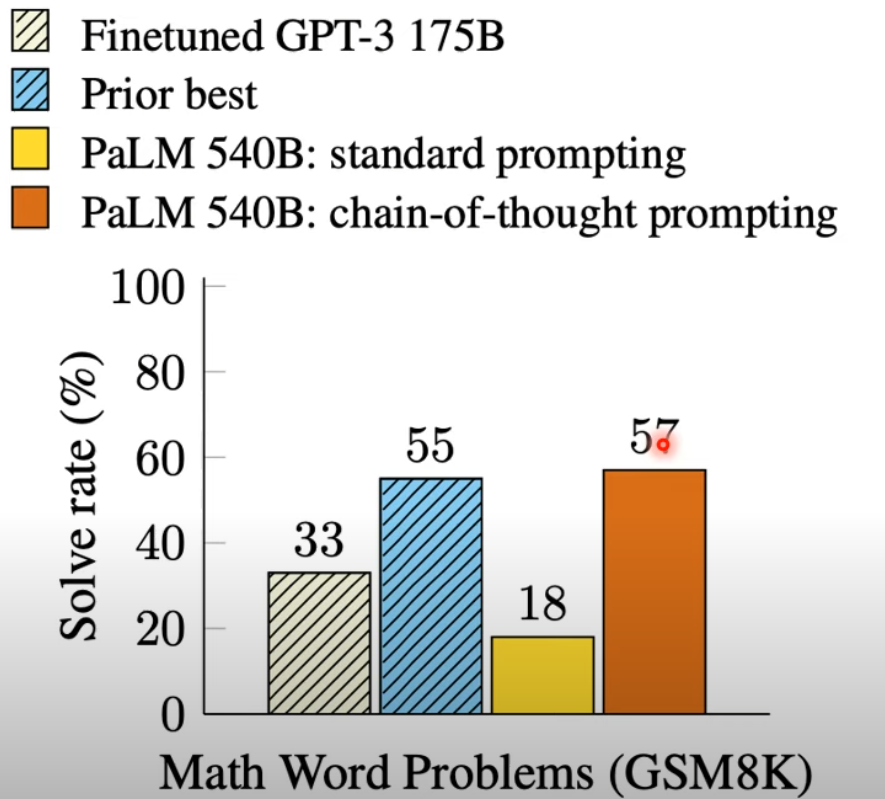 Finetuned GPT-3 175B
Prior best
PaLM 540B: standard prompting
PaLM 540B: chain-of-thought prompting
100
80
60
40
20
0
Solve rate (%)
33
55
18
57
Math Word Problems (GSM8K)